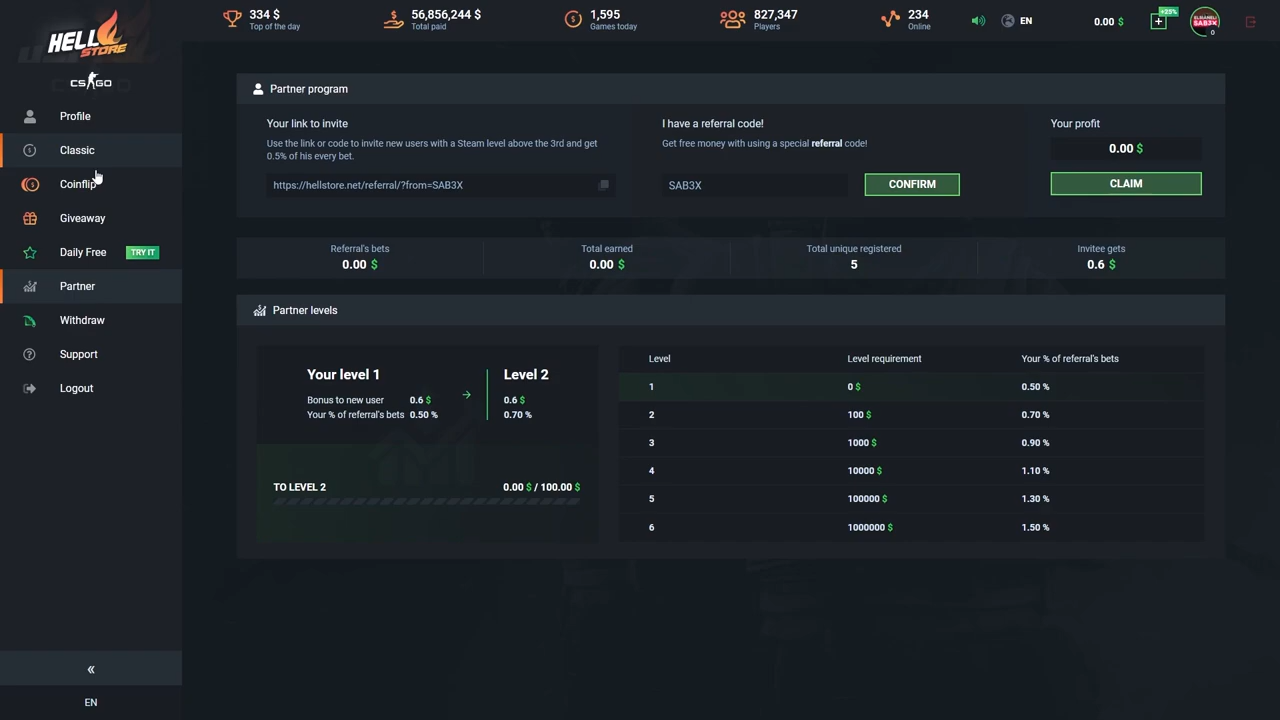 HELL
STORE
CS GO
334 $
Top of the day
56,856,244 $
Total paid
1,595
Games today
827,347
Players
234
Online
EN
0.00 $
+25%
ELSHANELI
SAB3X
0
Profile
Classic
Coinflip
Giveaway
Daily Free TRY IT
Partner
Withdraw
Support
Logout
«
EN
Partner program
Your link to invite
Use the link or code to invite new users with a Steam level above the 3rd and get
0.5% of his every bet.
https://hellstore.net/referral/?from=SAB3X
I have a referral code!
Get free money with using a special referral code!
SAB3X
CONFIRM
Your profit
0.00 $
CLAIM
Referral's bets
0.00 $
Total earned
0.00 $
Total unique registered
5
Invitee gets
0.6 $
Partner levels
Your level 1
Bonus to new user 0.6 $
Your % of referral's bets 0.50 %
Level 2
0.6 $
0.70 %
TO LEVEL 2 0.00 $ / 100.00 $
Level Level requirement Your % of referral's bets
1 0 $ 0.50 %
2 100 $ 0.70 %
3 1000 $ 0.90 %
4 10000 $ 1.10 %
5 100000 $ 1.30 %
6 1000000 $ 1.50 %